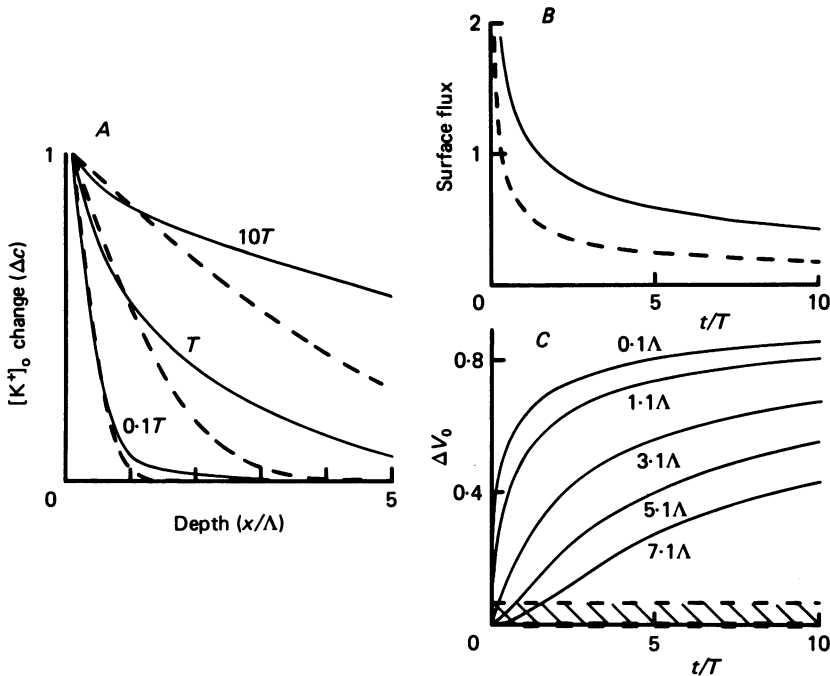 A
1
[K⁺]ₒ change (Δc)
10T
T
0·1T
0
5
Depth (x/Λ)
B
2
Surface flux
1
0
5
10
t/T
C
0·8
ΔV₀
0·4
0·1Λ
1·1Λ
3·1Λ
5·1Λ
7·1Λ
0
5
10
t/T